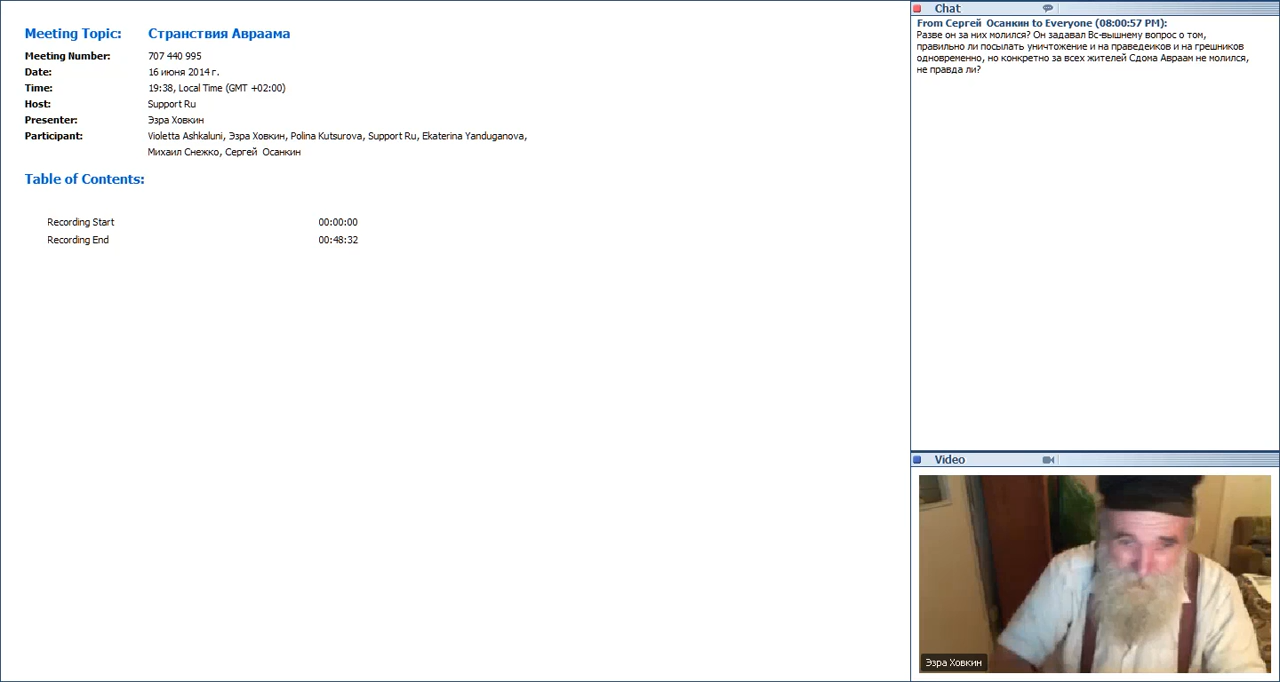 Meeting Topic: Странствия Авраама
Meeting Number: 707 440 995
Date: 16 июня 2014 г.
Time: 19:38, Local Time (GMT +02:00)
Host: Support Ru
Presenter: Эзра Ховкин
Participant: Violetta Ashkaluni, Эзра Ховкин, Polina Kutsurova, Support Ru, Ekaterina Yanduganova,
Михаил Снежко, Сергей Осанкин
Table of Contents:
Recording Start 00:00:00
Recording End 00:48:32
Chat
From Сергей Осанкин to Everyone (08:00:57 PM):
Разве он за них молился? Он задавал Вс-вышнему вопрос о том,
правильно ли посылать уничтожение и на праведеиков и на грешников
одновременно, но конкретно за всех жителей Сдома Авраам не молился,
не правда ли?
Video
Эзра Ховкин